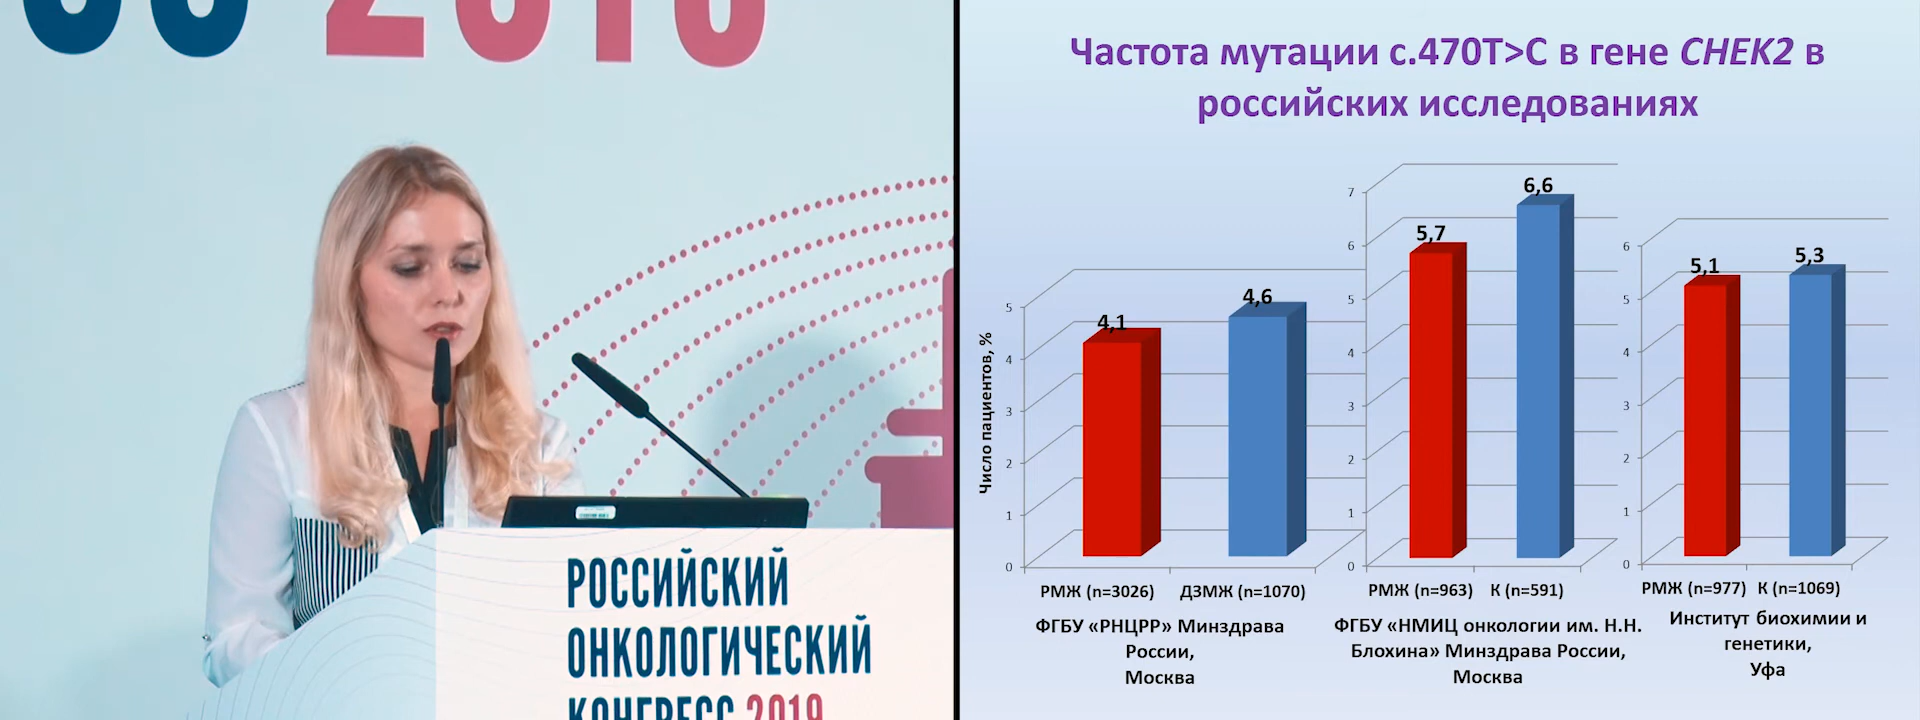 2019
РОССИЙСКИЙ
ОНКОЛОГИЧЕСКИЙ
КОНГРЕСС 2019
Частота мутации c.470T>C в гене CHEK2 в
российских исследованиях
Число пациентов, %
5
4
3
2
1
0
4,1
4,6
РМЖ (n=3026) ДЗМЖ (n=1070)
ФГБУ «РНЦРР» Минздрава
России,
Москва
7
6
5
4
3
2
1
0
5,7
6,6
РМЖ (n=963) К (n=591)
ФГБУ «НМИЦ онкологии им. Н.Н.
Блохина» Минздрава России,
Москва
6
5
4
3
2
1
0
5,1
5,3
РМЖ (n=977) К (n=1069)
Институт биохимии и
генетики,
Уфа